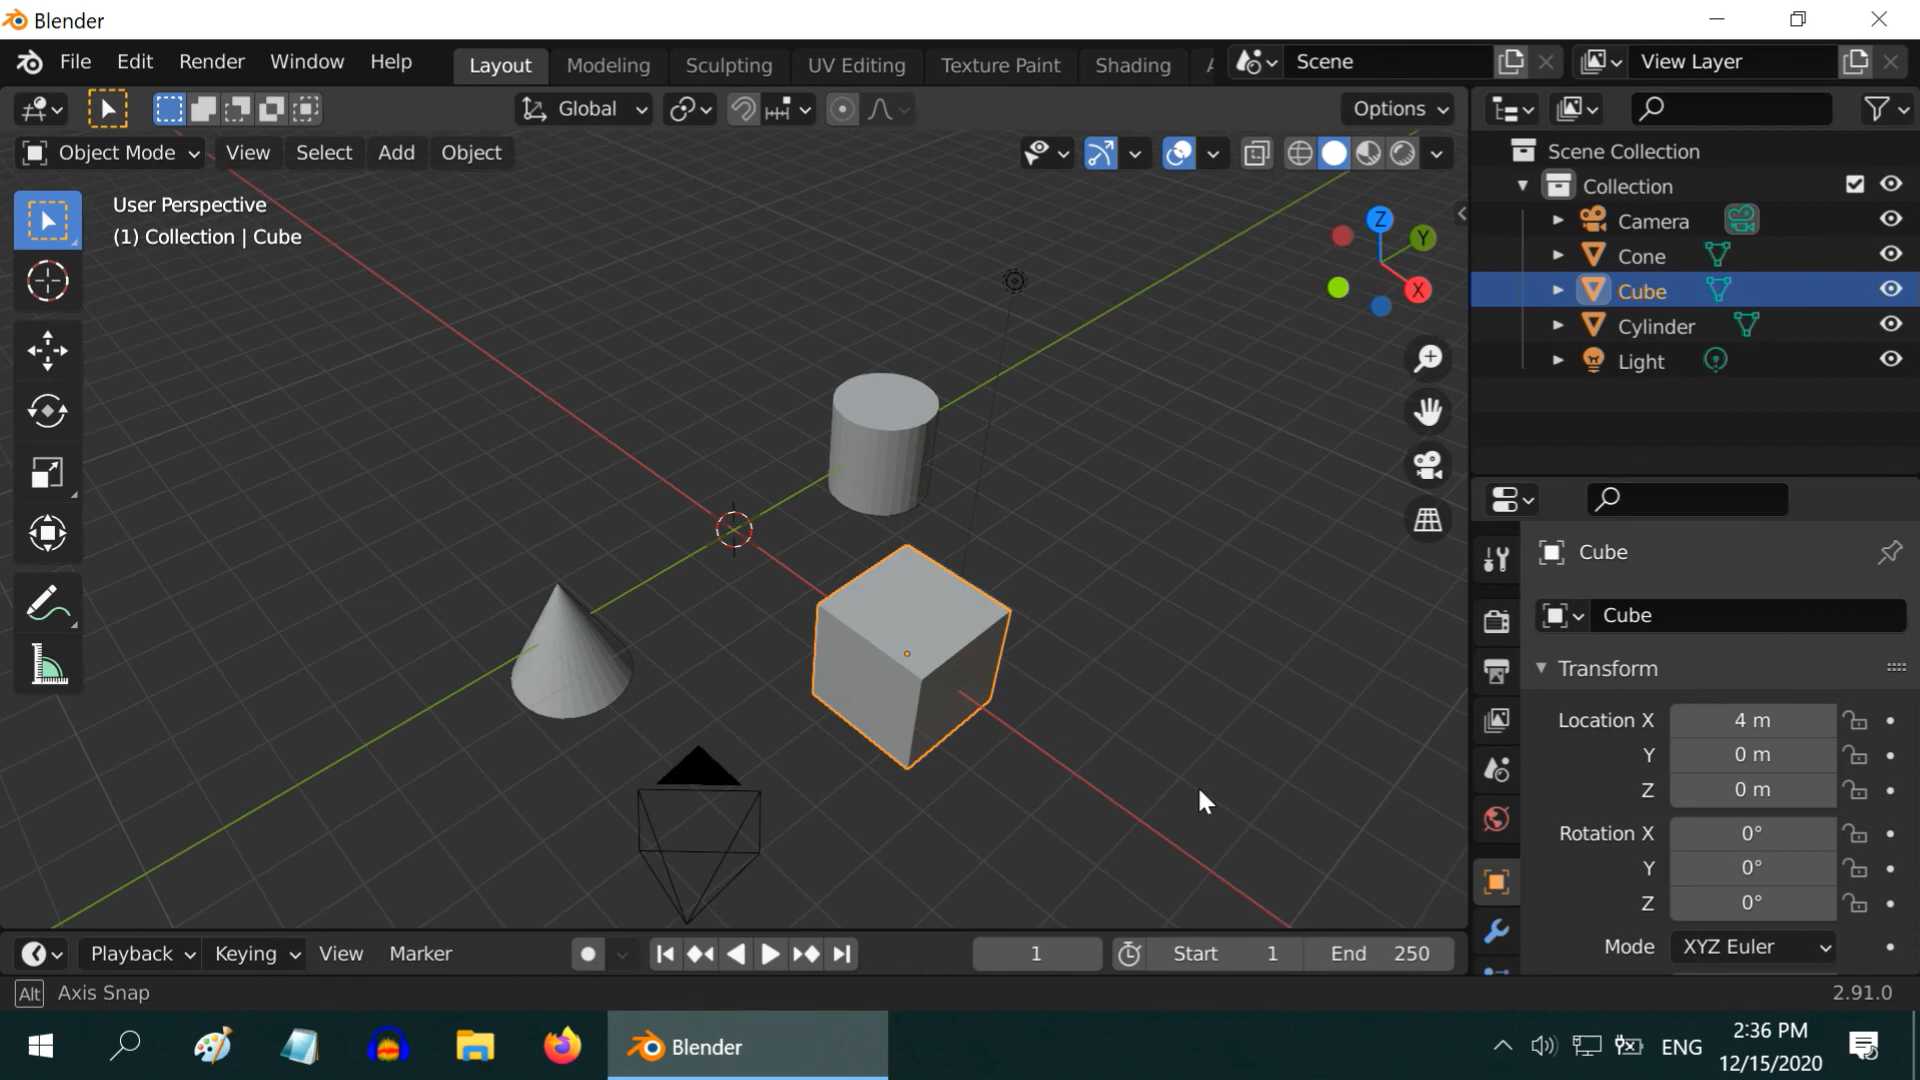 Blender
File Edit Render Window Help Layout Modeling Sculpting UV Editing Texture Paint Shading Scene View Layer
Global Options
Object Mode View Select Add Object
User Perspective
(1) Collection | Cube
Z
Y
X
Scene Collection
Collection
Camera
Cone
Cube
Cylinder
Light
Cube
Cube
Transform
Location X 4 m
Y 0 m
Z 0 m
Rotation X 0°
Y 0°
Z 0°
Mode XYZ Euler
Playback Keying View Marker 1 Start 1 End 250
Alt Axis Snap 2.91.0
Blender ENG
2:36 PM
12/15/2020